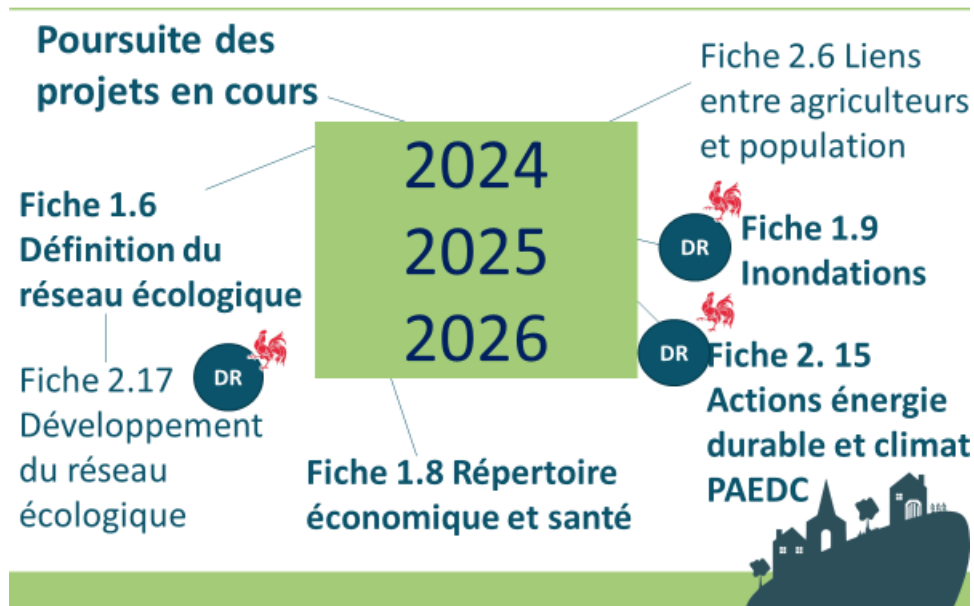 Poursuite des
projets en cours
Fiche 2.6 Liens
entre agriculteurs
et population
2024
2025
2026
Fiche 1.6
Définition du
réseau écologique
DR
Fiche 1.9
Inondations
Fiche 2.17
Développement
du réseau
écologique
DR
DR
Fiche 2. 15
Actions énergie
durable et climat
PAEDC
Fiche 1.8 Répertoire
économique et santé